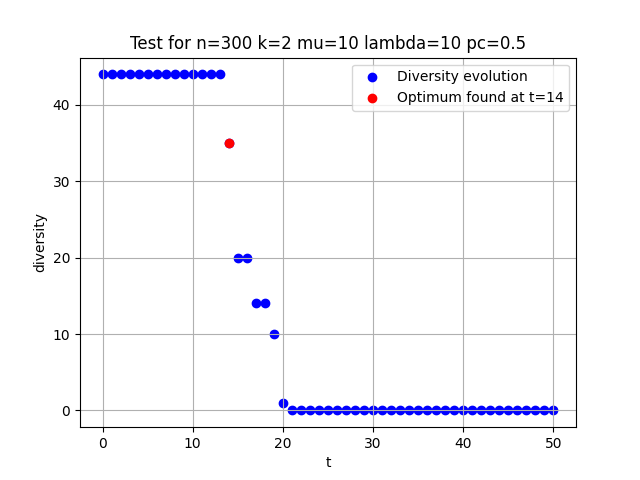 Test for n=300 k=2 mu=10 lambda=10 pc=0.5
Diversity evolution
Optimum found at t=14
diversity
40
30
20
10
0
0 10 20 30 40 50
t